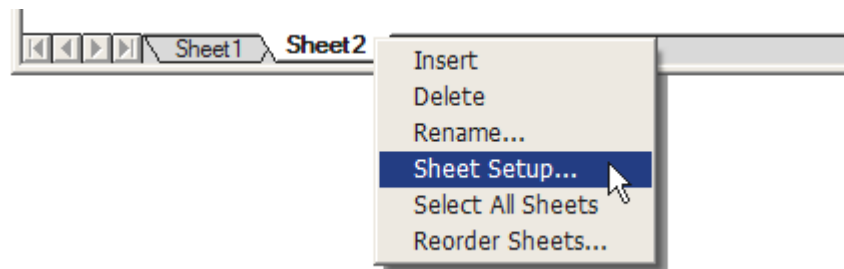 Sheet1 Sheet2
Insert
Delete
Rename...
Sheet Setup...
Select All Sheets
Reorder Sheets...